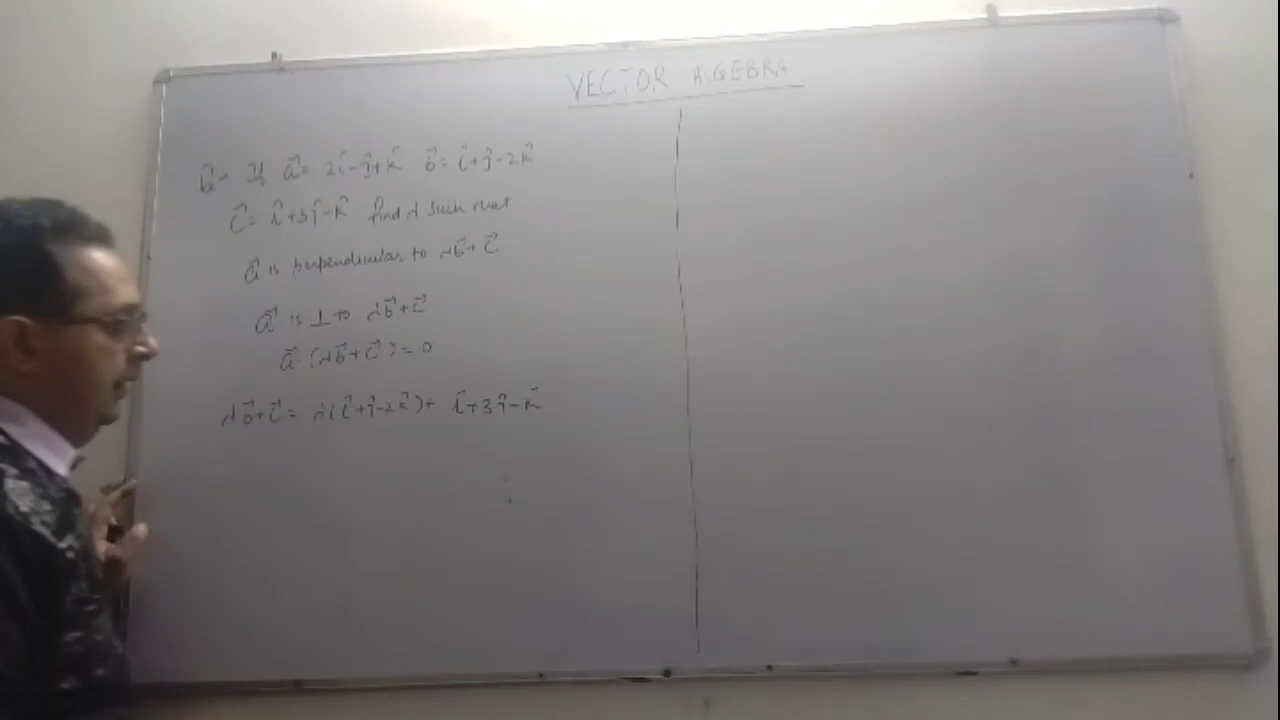 VECTOR ALGEBRA
Q- If a⃗ = 2î-ĵ+k̂ b⃗ = î+ĵ-2k̂
c⃗ = î+3ĵ-k̂ find λ such that
a⃗ is perpendicular to λb⃗+c⃗
a⃗ is ⊥ to λb⃗+c⃗
a⃗·(λb⃗+c⃗)=0
λb⃗+c⃗ = λ(î+ĵ-2k̂)+ î+3ĵ-k̂